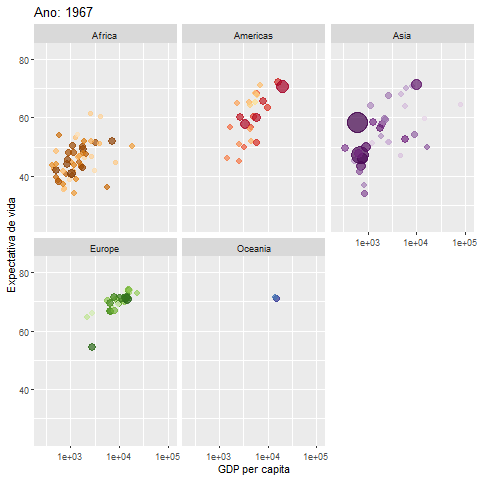 Ano: 1967
Africa Americas Asia
80
60
40
Europe Oceania
1e+03 1e+04 1e+05
80
60
40
1e+03 1e+04 1e+05 1e+03 1e+04 1e+05
Expectativa de vida
GDP per capita